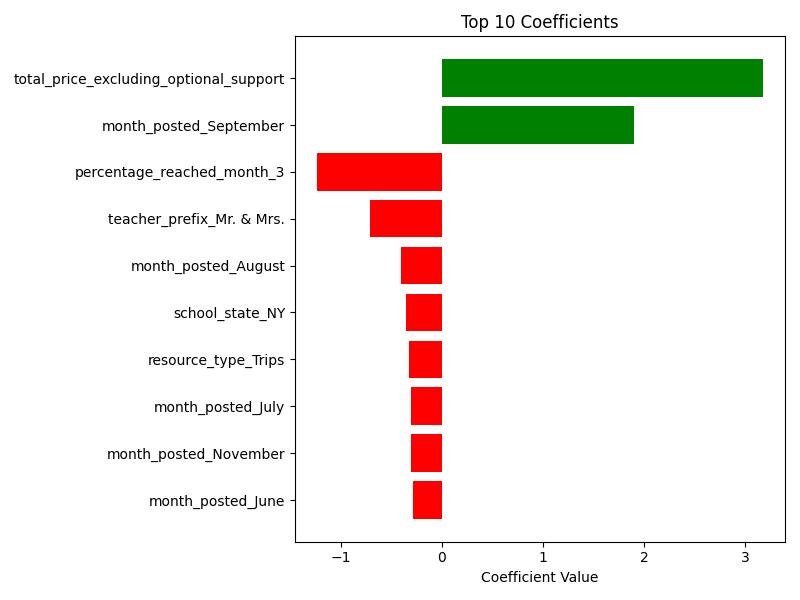 Top 10 Coefficients
total_price_excluding_optional_support
month_posted_September
percentage_reached_month_3
teacher_prefix_Mr. & Mrs.
month_posted_August
school_state_NY
resource_type_Trips
month_posted_July
month_posted_November
month_posted_June
−1 0 1 2 3
Coefficient Value